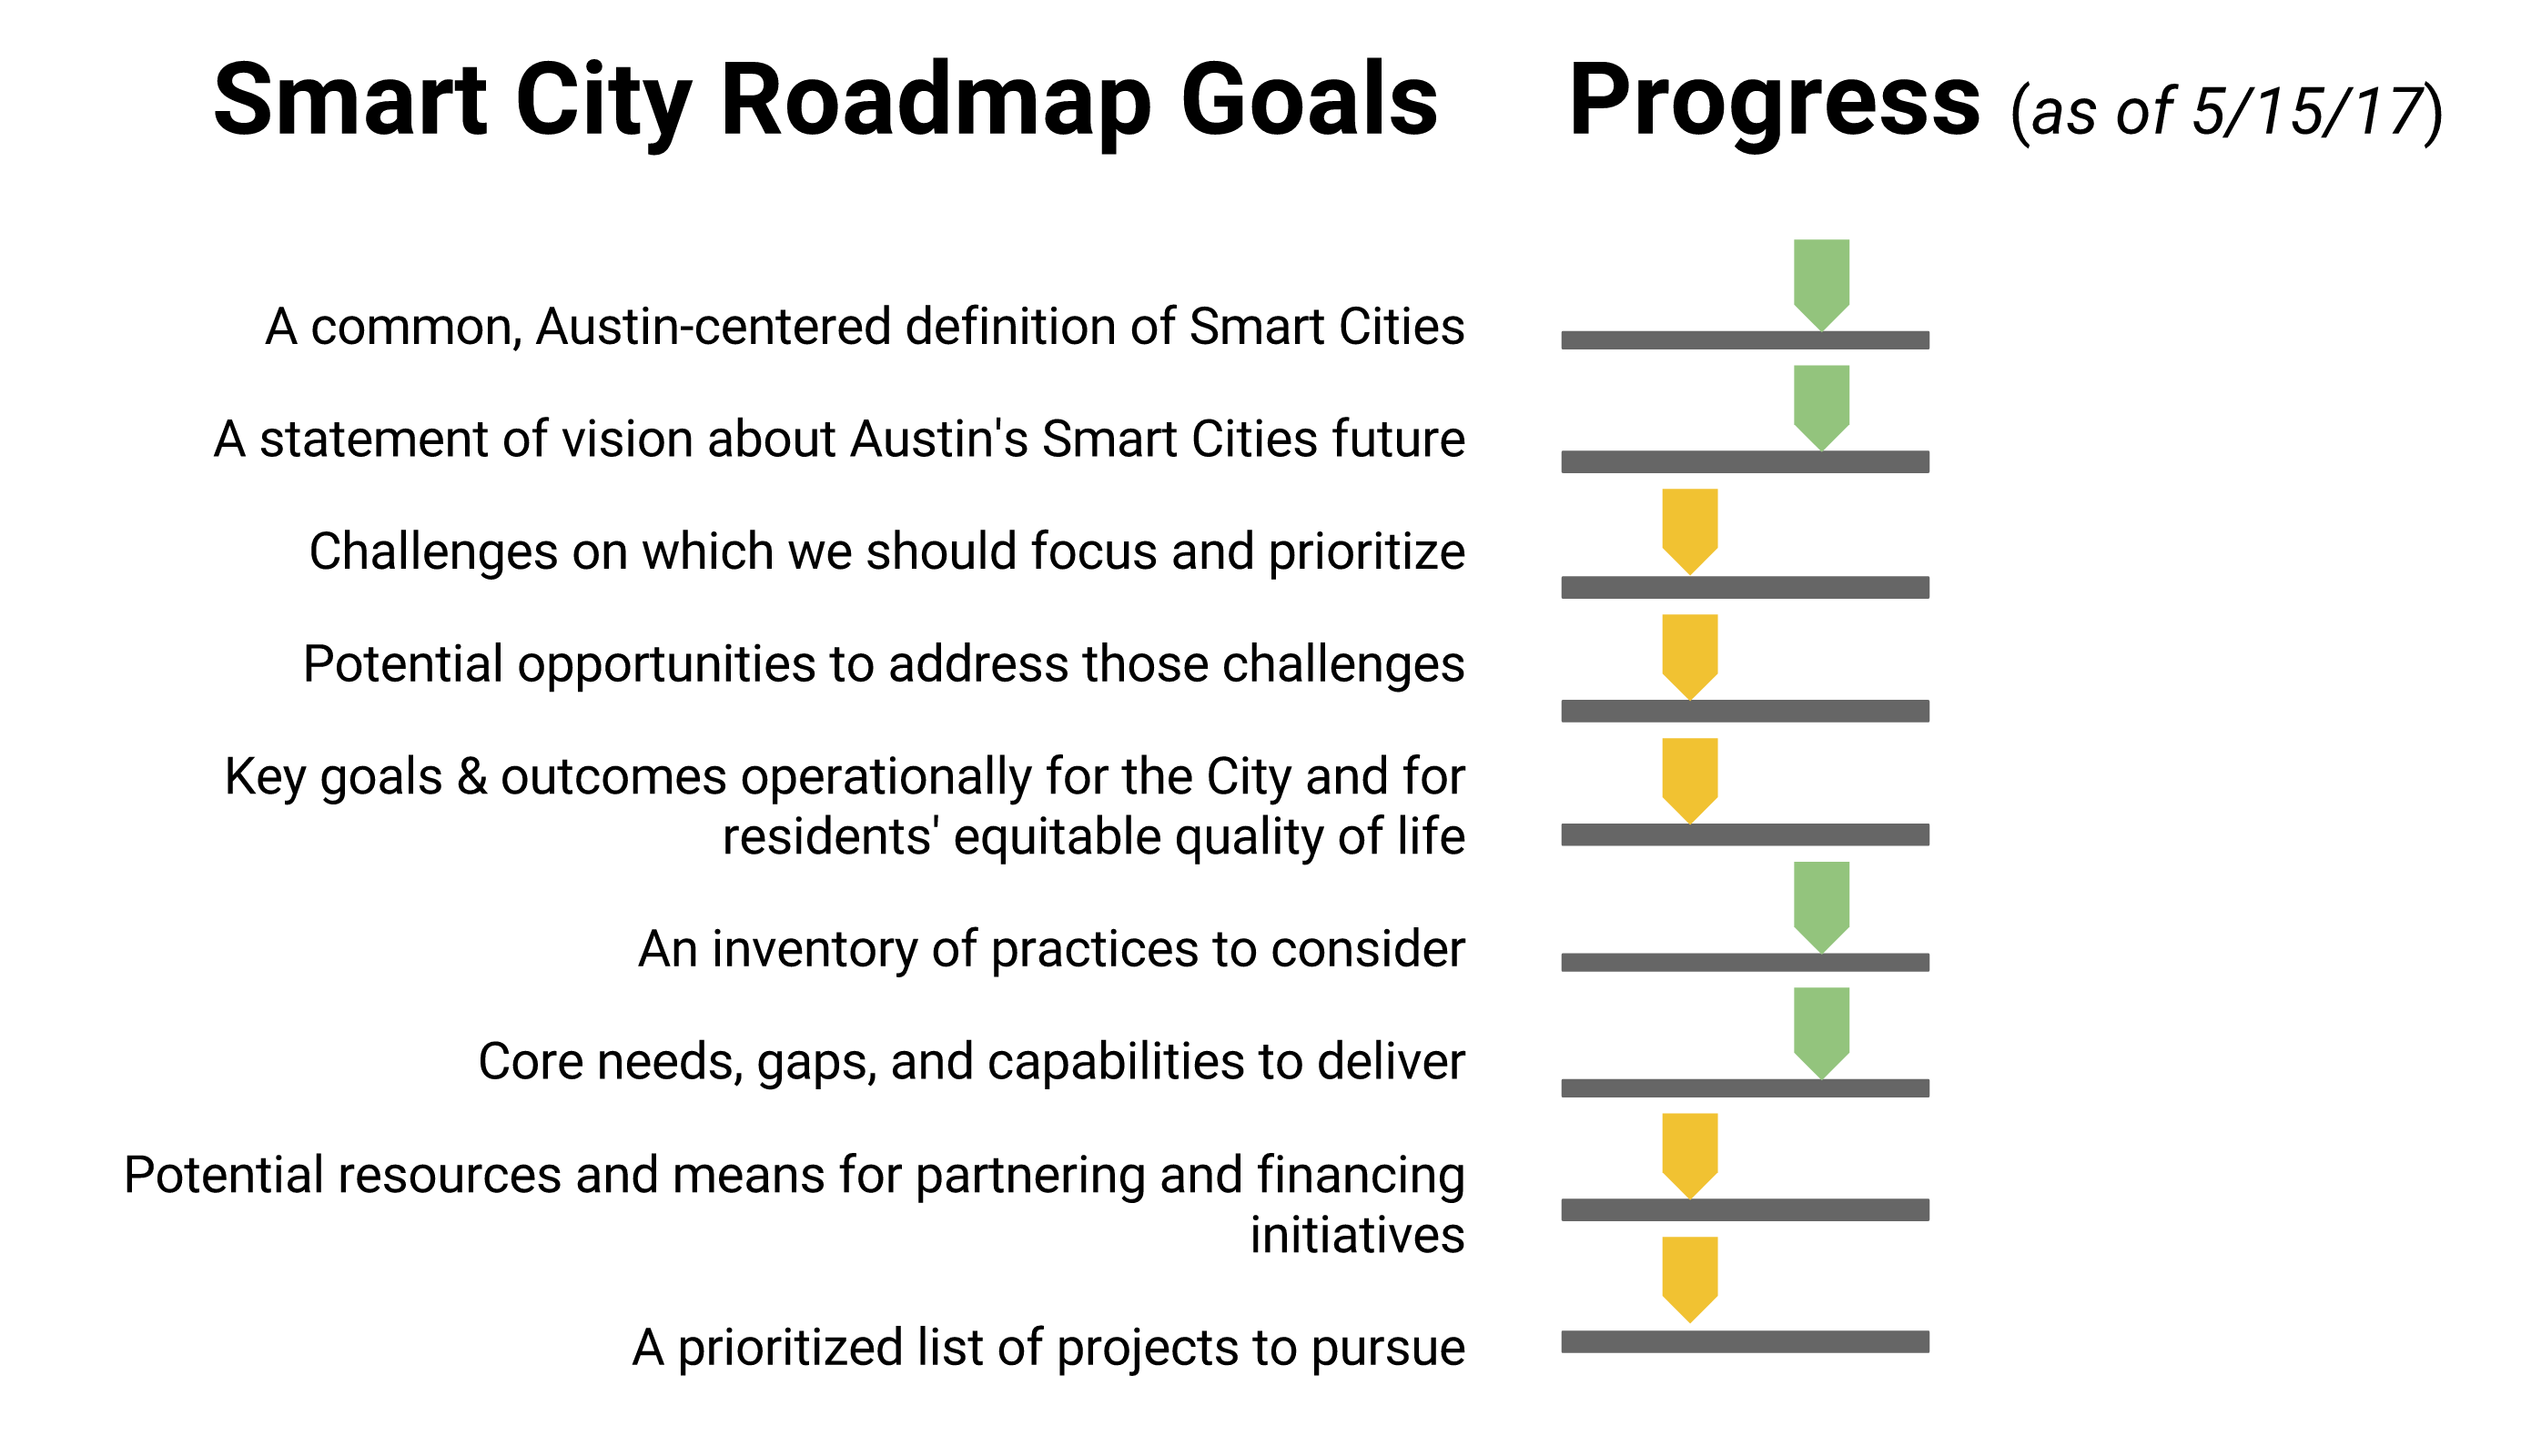 Smart City Roadmap Goals
Progress (as of 5/15/17)
A common, Austin-centered definition of Smart Cities
A statement of vision about Austin's Smart Cities future
Challenges on which we should focus and prioritize
Potential opportunities to address those challenges
Key goals & outcomes operationally for the City and for
residents' equitable quality of life
An inventory of practices to consider
Core needs, gaps, and capabilities to deliver
Potential resources and means for partnering and financing
initiatives
A prioritized list of projects to pursue